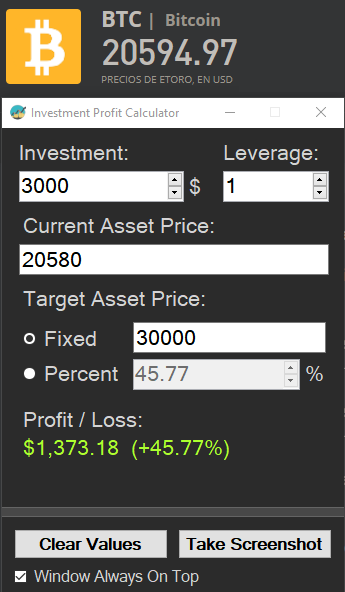 BTC | Bitcoin
20594.97
PRECIOS DE ETORO, EN USD
Investment Profit Calculator
Investment: Leverage:
3000 $ 1
Current Asset Price:
20580
Target Asset Price:
Fixed 30000
Percent 45.77 %
Profit / Loss:
$1,373.18 (+45.77%)
Clear Values Take Screenshot
Window Always On Top